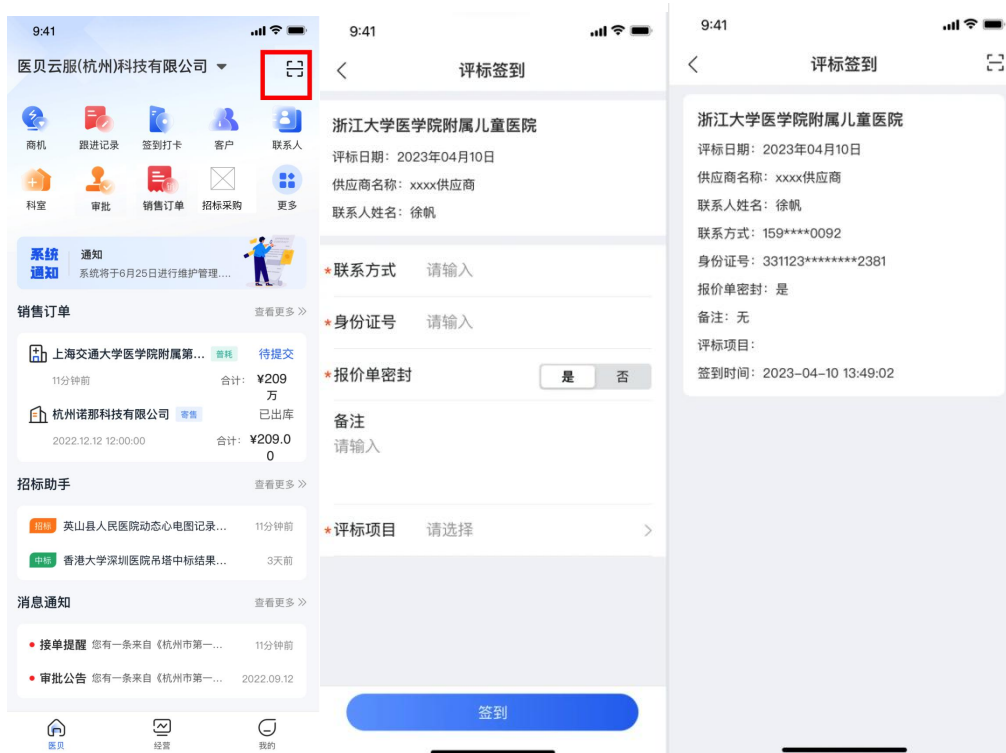 9:41
医贝云服(杭州)科技有限公司
商机
跟进记录
签到打卡
客户
联系人
科室
审批
销售订单
招标采购
更多
系统通知
通知
系统将于6月25日进行维护管理....
销售订单
查看更多
上海交通大学医学院附属第...
普耗
待提交
11分钟前
合计:
¥209万
杭州诺那科技有限公司
寄售
已出库
2022.12.12 12:00:00
合计:
¥209.00
招标助手
查看更多
招标
英山县人民医院动态心电图记录...
11分钟前
中标
香港大学深圳医院吊塔中标结果...
3天前
消息通知
查看更多
接单提醒
您有一条来自《杭州市第一...
11分钟前
审批公告
您有一条来自《杭州市第一...
2022.09.12
医贝
经营
我的
9:41
评标签到
浙江大学医学院附属儿童医院
评标日期：2023年04月10日
供应商名称：xxxx供应商
联系人姓名：徐帆
*联系方式
请输入
*身份证号
请输入
*报价单密封
是
否
备注
请输入
*评标项目
请选择
签到
9:41
评标签到
浙江大学医学院附属儿童医院
评标日期：2023年04月10日
供应商名称：xxxx供应商
联系人姓名：徐帆
联系方式：159****0092
身份证号：331123********2381
报价单密封：是
备注：无
评标项目：
签到时间：2023-04-10 13:49:02